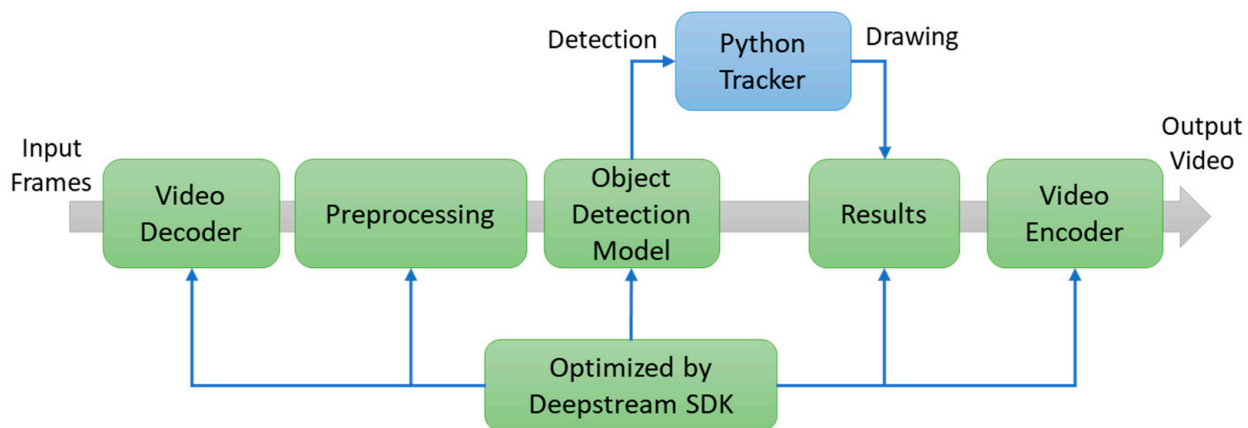 Detection
Python
Tracker
Drawing
Input
Frames
Video
Decoder
Preprocessing
Object
Detection
Model
Results
Video
Encoder
Output
Video
Optimized by
Deepstream SDK